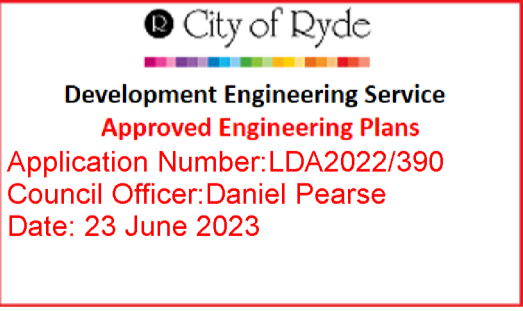 R City of Ryde
Development Engineering Service
Approved Engineering Plans
Application Number:LDA2022/390
Council Officer:Daniel Pearse
Date: 23 June 2023